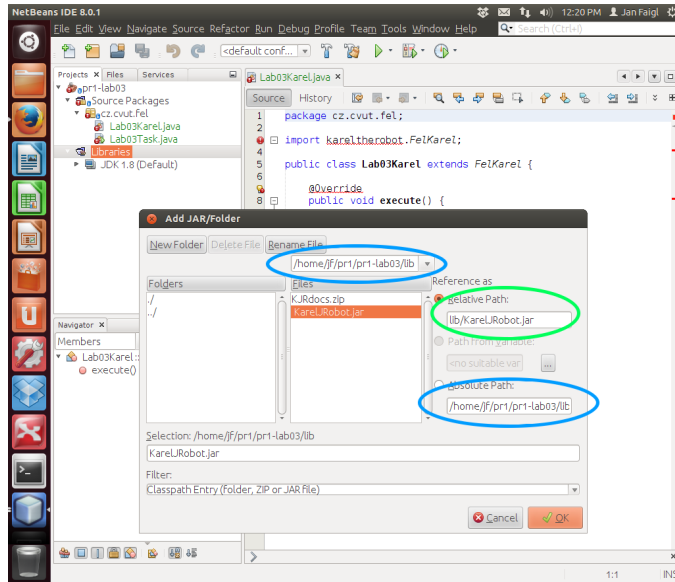 NetBeans IDE 8.0.1 12:20 PM Jan Faigl
File Edit View Navigate Source Refactor Run Debug Profile Team Tools Window Help Search (Ctrl+I)
<default conf...
Projects × Files Services
Lab03Karel.java ×
pr1-lab03
Source Packages
cz.cvut.fel
Lab03Karel.java
Lab03Task.java
Libraries
JDK 1.8 (Default)
Source History
1 package cz.cvut.fel;
2
import kareltherobot.FelKarel;
4
5 public class Lab03Karel extends FelKarel {
6
@Override
8 public void execute() {
Add JAR/Folder
New Folder Delete File Rename File
/home/jf/pr1/pr1-lab03/lib
Folders Files Reference as
./
../
KJRdocs.zip
KarelJRobot.jar
Relative Path:
lib/KarelJRobot.jar
Path from Variable:
<no suitable var ...
Absolute Path:
/home/jf/pr1/pr1-lab03/lib
Selection: /home/jf/pr1/pr1-lab03/lib
KarelJRobot.jar
Filter:
Classpath Entry (folder, ZIP or JAR file)
Cancel OK
Navigator ×
Members
Lab03Karel ::
execute()
1:1 INS